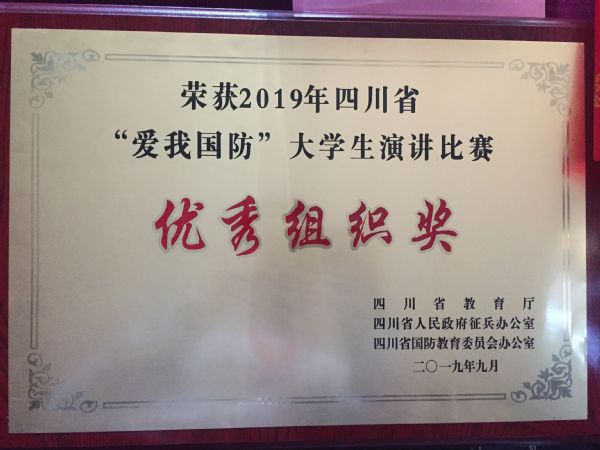 荣获2019年四川省
“爱我国防”大学生演讲比赛
优秀组织奖
四川省教育厅
四川省人民政府征兵办公室
四川省国防教育委员会办公室
二〇一九年九月